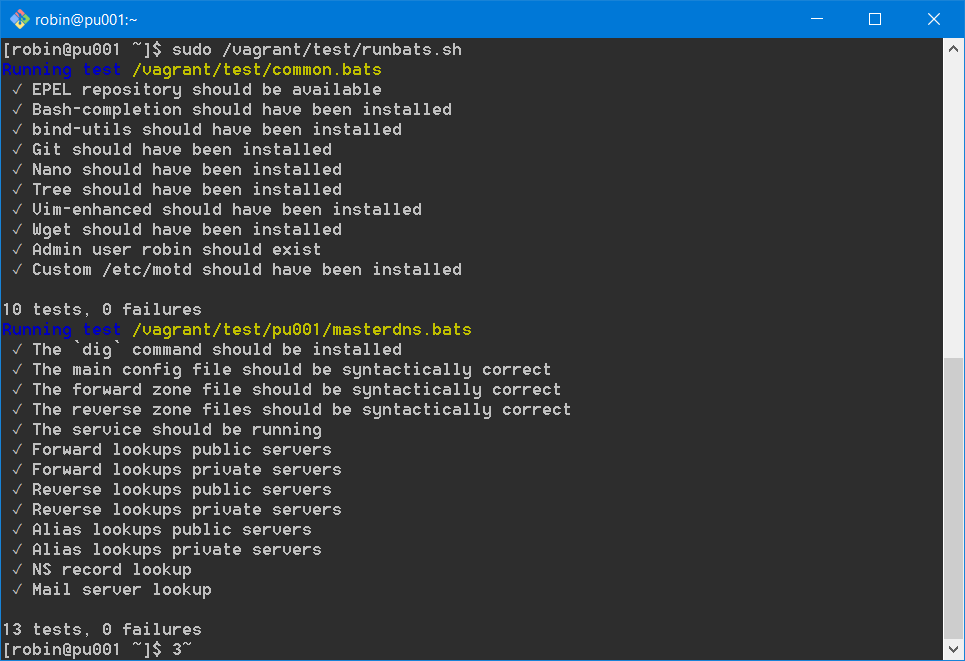 robin@pu001:~
[robin@pu001 ~]$ sudo /vagrant/test/runbats.sh
Running test /vagrant/test/common.bats
✓ EPEL repository should be available
✓ Bash-completion should have been installed
✓ bind-utils should have been installed
✓ Git should have been installed
✓ Nano should have been installed
✓ Tree should have been installed
✓ Vim-enhanced should have been installed
✓ Wget should have been installed
✓ Admin user robin should exist
✓ Custom /etc/motd should have been installed
10 tests, 0 failures
Running test /vagrant/test/pu001/masterdns.bats
✓ The `dig` command should be installed
✓ The main config file should be syntactically correct
✓ The forward zone file should be syntactically correct
✓ The reverse zone files should be syntactically correct
✓ The service should be running
✓ Forward lookups public servers
✓ Forward lookups private servers
✓ Reverse lookups public servers
✓ Reverse lookups private servers
✓ Alias lookups public servers
✓ Alias lookups private servers
✓ NS record lookup
✓ Mail server lookup
13 tests, 0 failures
[robin@pu001 ~]$ 3~